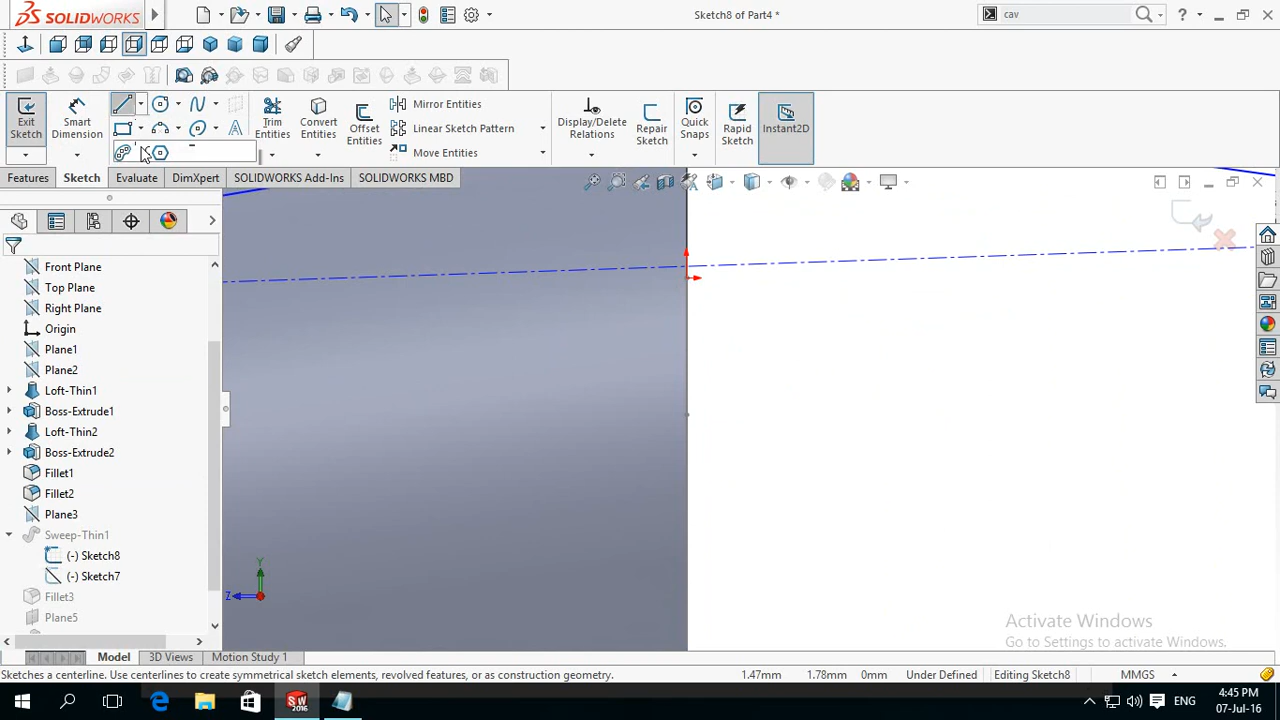 SOLIDWORKS
Sketch8 of Part4 *
cav
Exit Sketch
Smart Dimension
Trim Entities
Convert Entities
Offset Entities
Mirror Entities
Linear Sketch Pattern
Move Entities
Display/Delete Relations
Repair Sketch
Quick Snaps
Rapid Sketch
Instant2D
Features
Sketch
Evaluate
DimXpert
SOLIDWORKS Add-Ins
SOLIDWORKS MBD
Front Plane
Top Plane
Right Plane
Origin
Plane1
Plane2
Loft-Thin1
Boss-Extrude1
Loft-Thin2
Boss-Extrude2
Fillet1
Fillet2
Plane3
Sweep-Thin1
(-) Sketch8
(-) Sketch7
Fillet3
Plane5
Y
Z
Activate Windows
Go to Settings to activate Windows.
Model
3D Views
Motion Study 1
Sketches a centerline. Use centerlines to create symmetrical sketch elements, revolved features, or as construction geometry.
1.47mm
1.78mm
0mm
Under Defined
Editing Sketch8
MMGS
ENG
4:45 PM
07-Jul-16